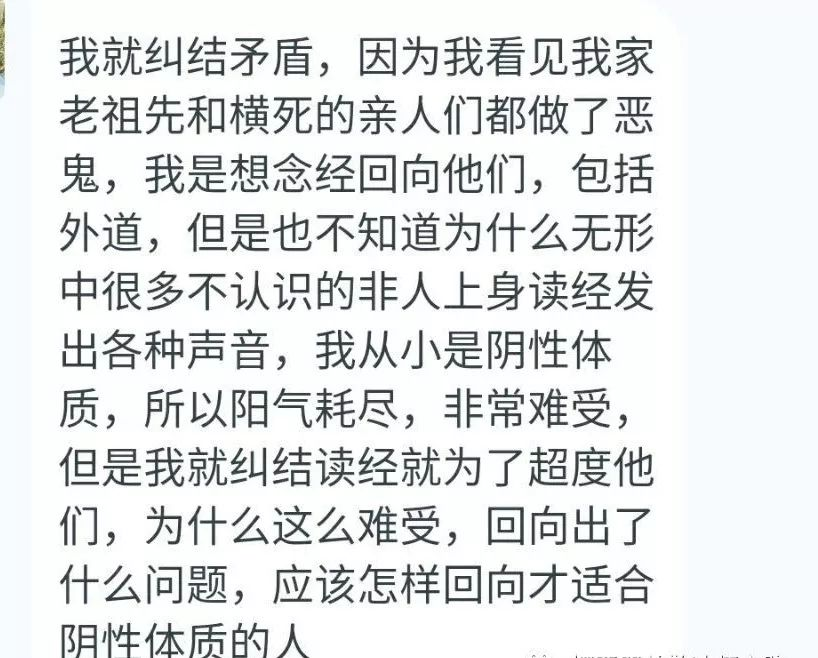 我就纠结矛盾，因为我看见我家
老祖先和横死的亲人们都做了恶
鬼，我是想念经回向他们，包括
外道，但是也不知道为什么无形
中很多不认识的非人上身读经发
出各种声音，我从小是阴性体
质，所以阳气耗尽，非常难受，
但是我就纠结读经就为了超度他
们，为什么这么难受，回向出了
什么问题，应该怎样回向才适合
阴性体质的人